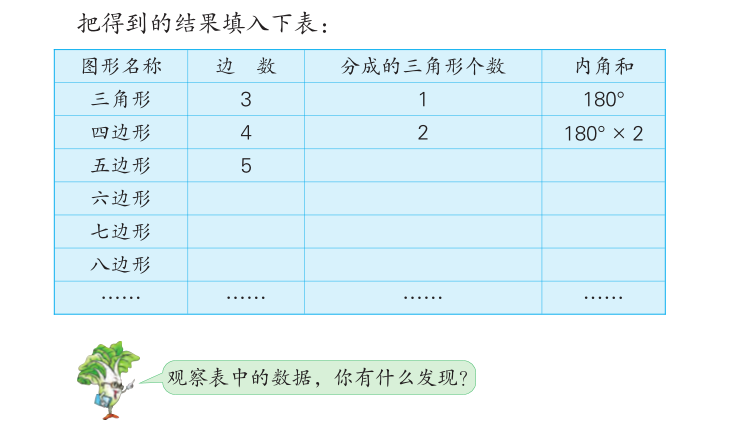 把得到的结果填入下表：
图形名称 边 数 分成的三角形个数 内角和
三角形 3 1 180°
四边形 4 2 180° × 2
五边形 5
六边形
七边形
八边形
…… …… …… ……
观察表中的数据，你有什么发现？